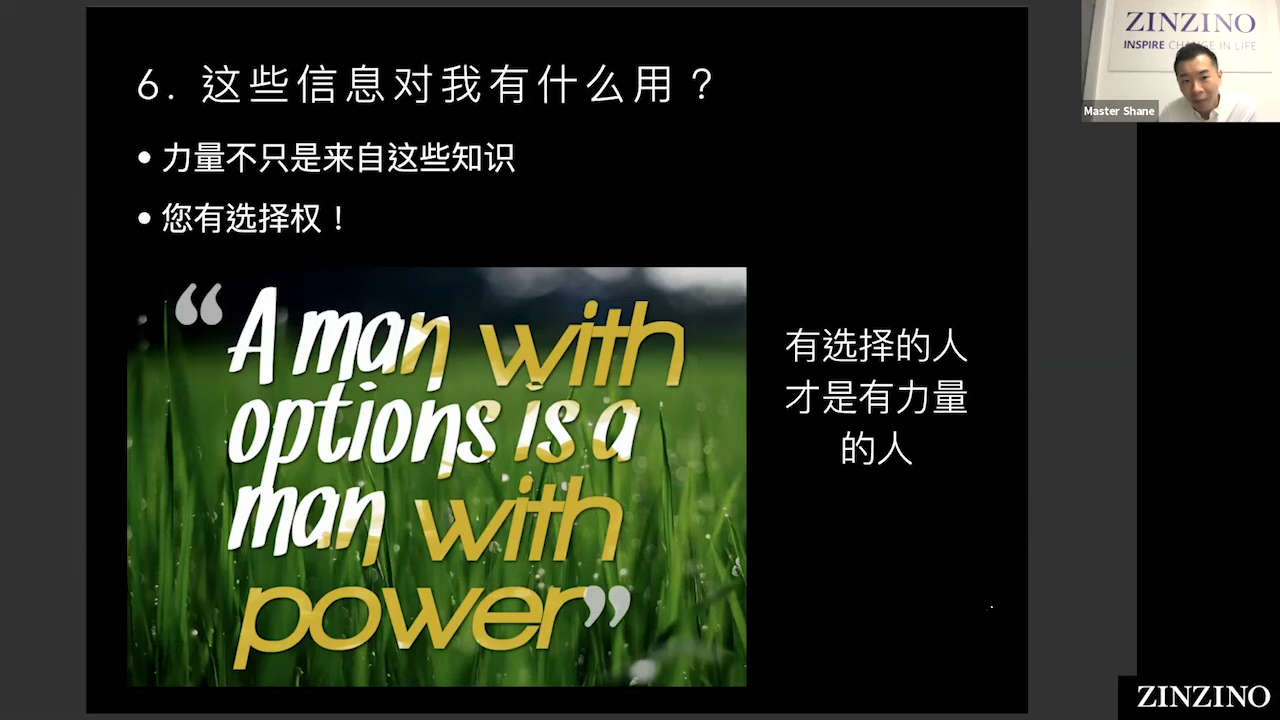 6. 这些信息对我有什么用？
• 力量不只是来自这些知识
• 您有选择权！
“A man with
options is a
man with
power”
有选择的人
才是有力量
的人
ZINZINO
INSPIRE CHANGE IN LIFE
Master Shane
ZINZINO